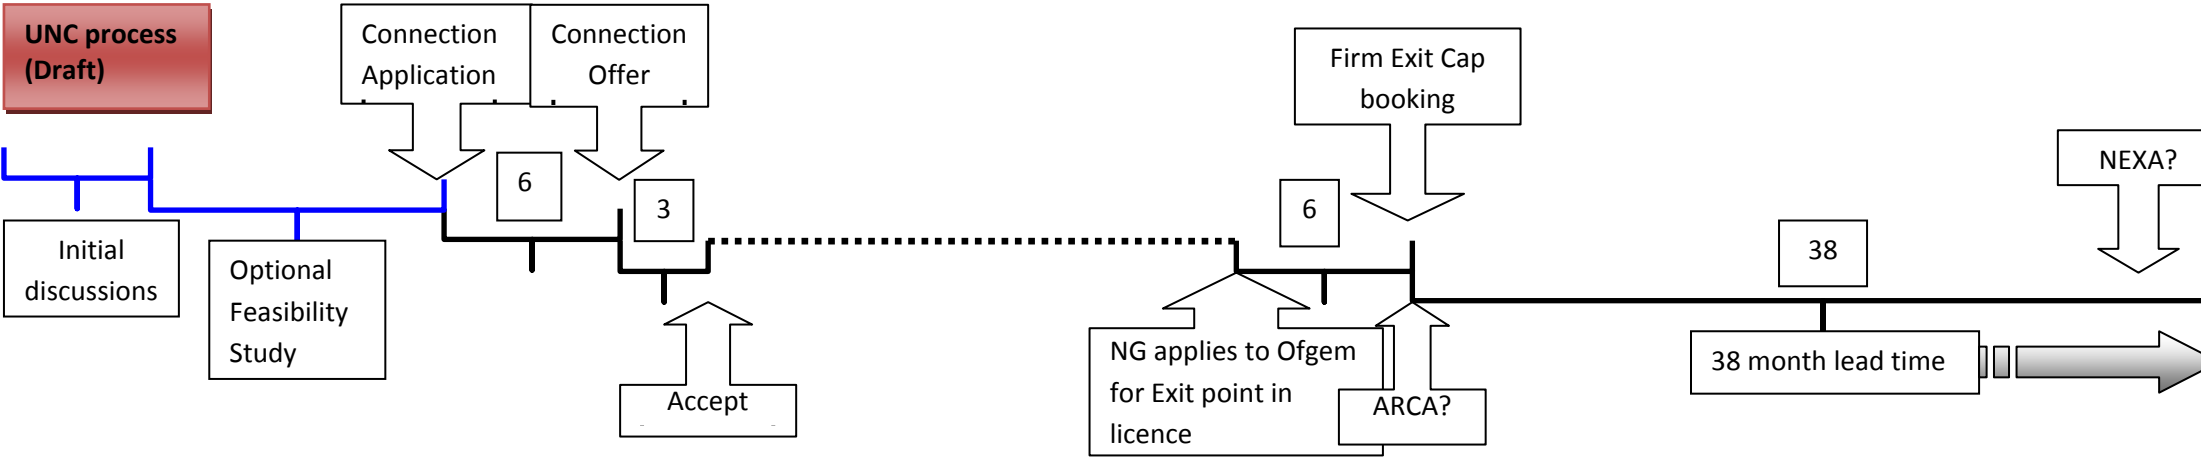 UNC process
(Draft)
Connection
Application
Connection
Offer
Firm Exit Cap
booking
NEXA?
6
3
6
38
Initial
discussions
Optional
Feasibility
Study
Accept
NG applies to Ofgem
for Exit point in
licence
ARCA?
38 month lead time